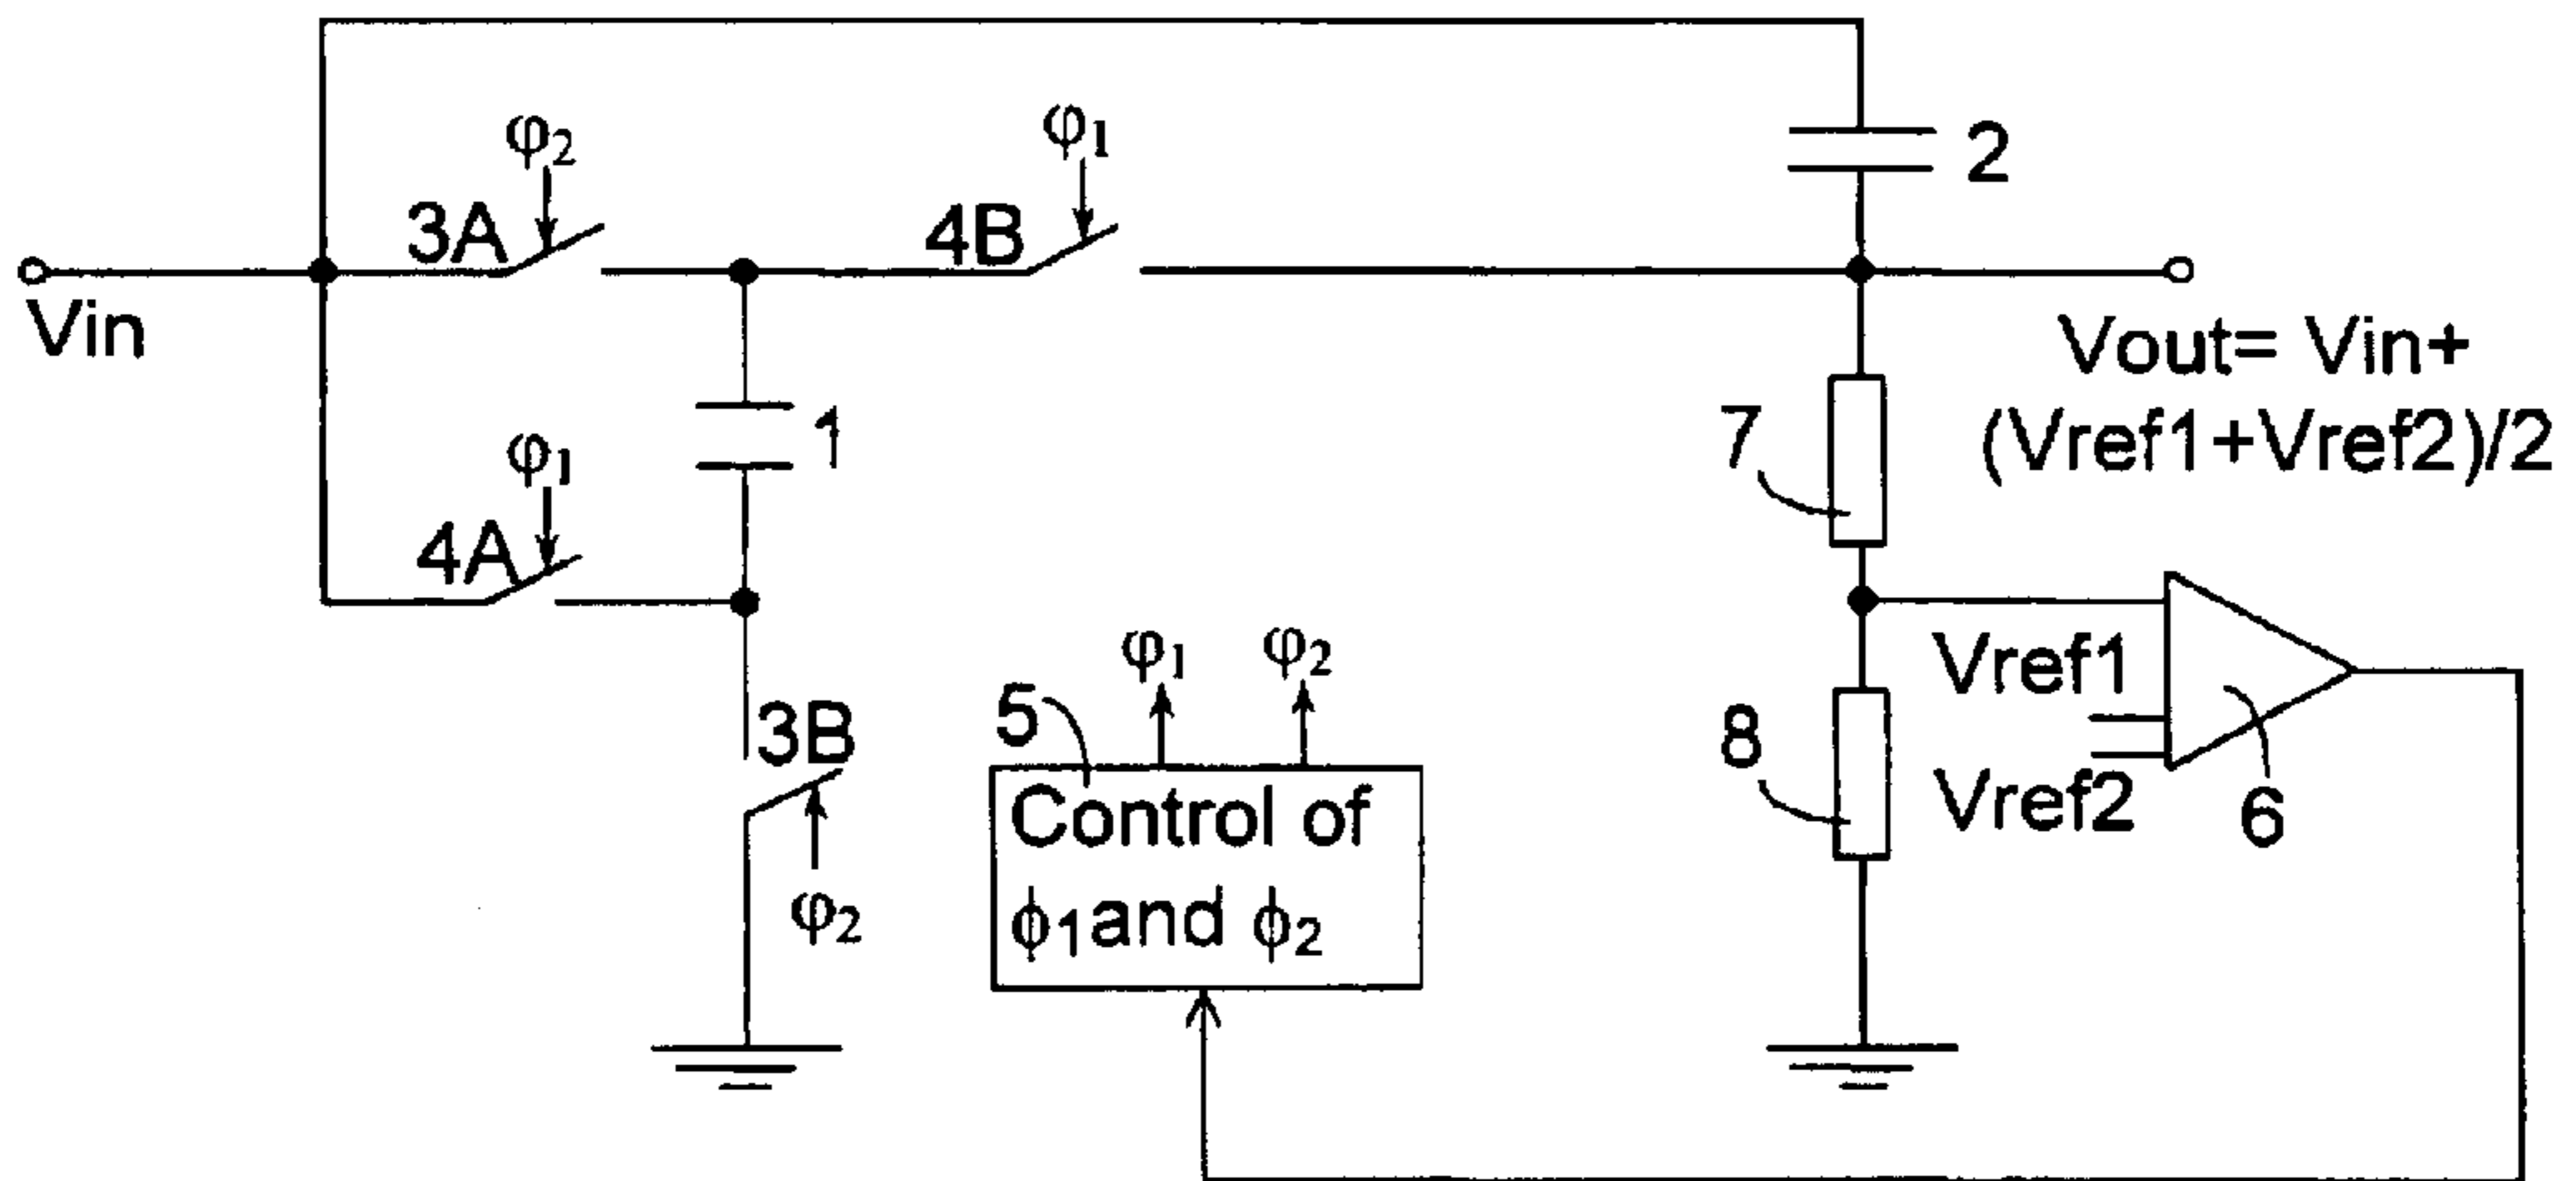 φ2
φ1
3A
4B
2
Vin
Vout= Vin+
(Vref1+Vref2)/2
1
7
φ1
4A
φ1
φ2
Vref1
3B
5
8
Control of
ϕ1and ϕ2
Vref2
6
φ2